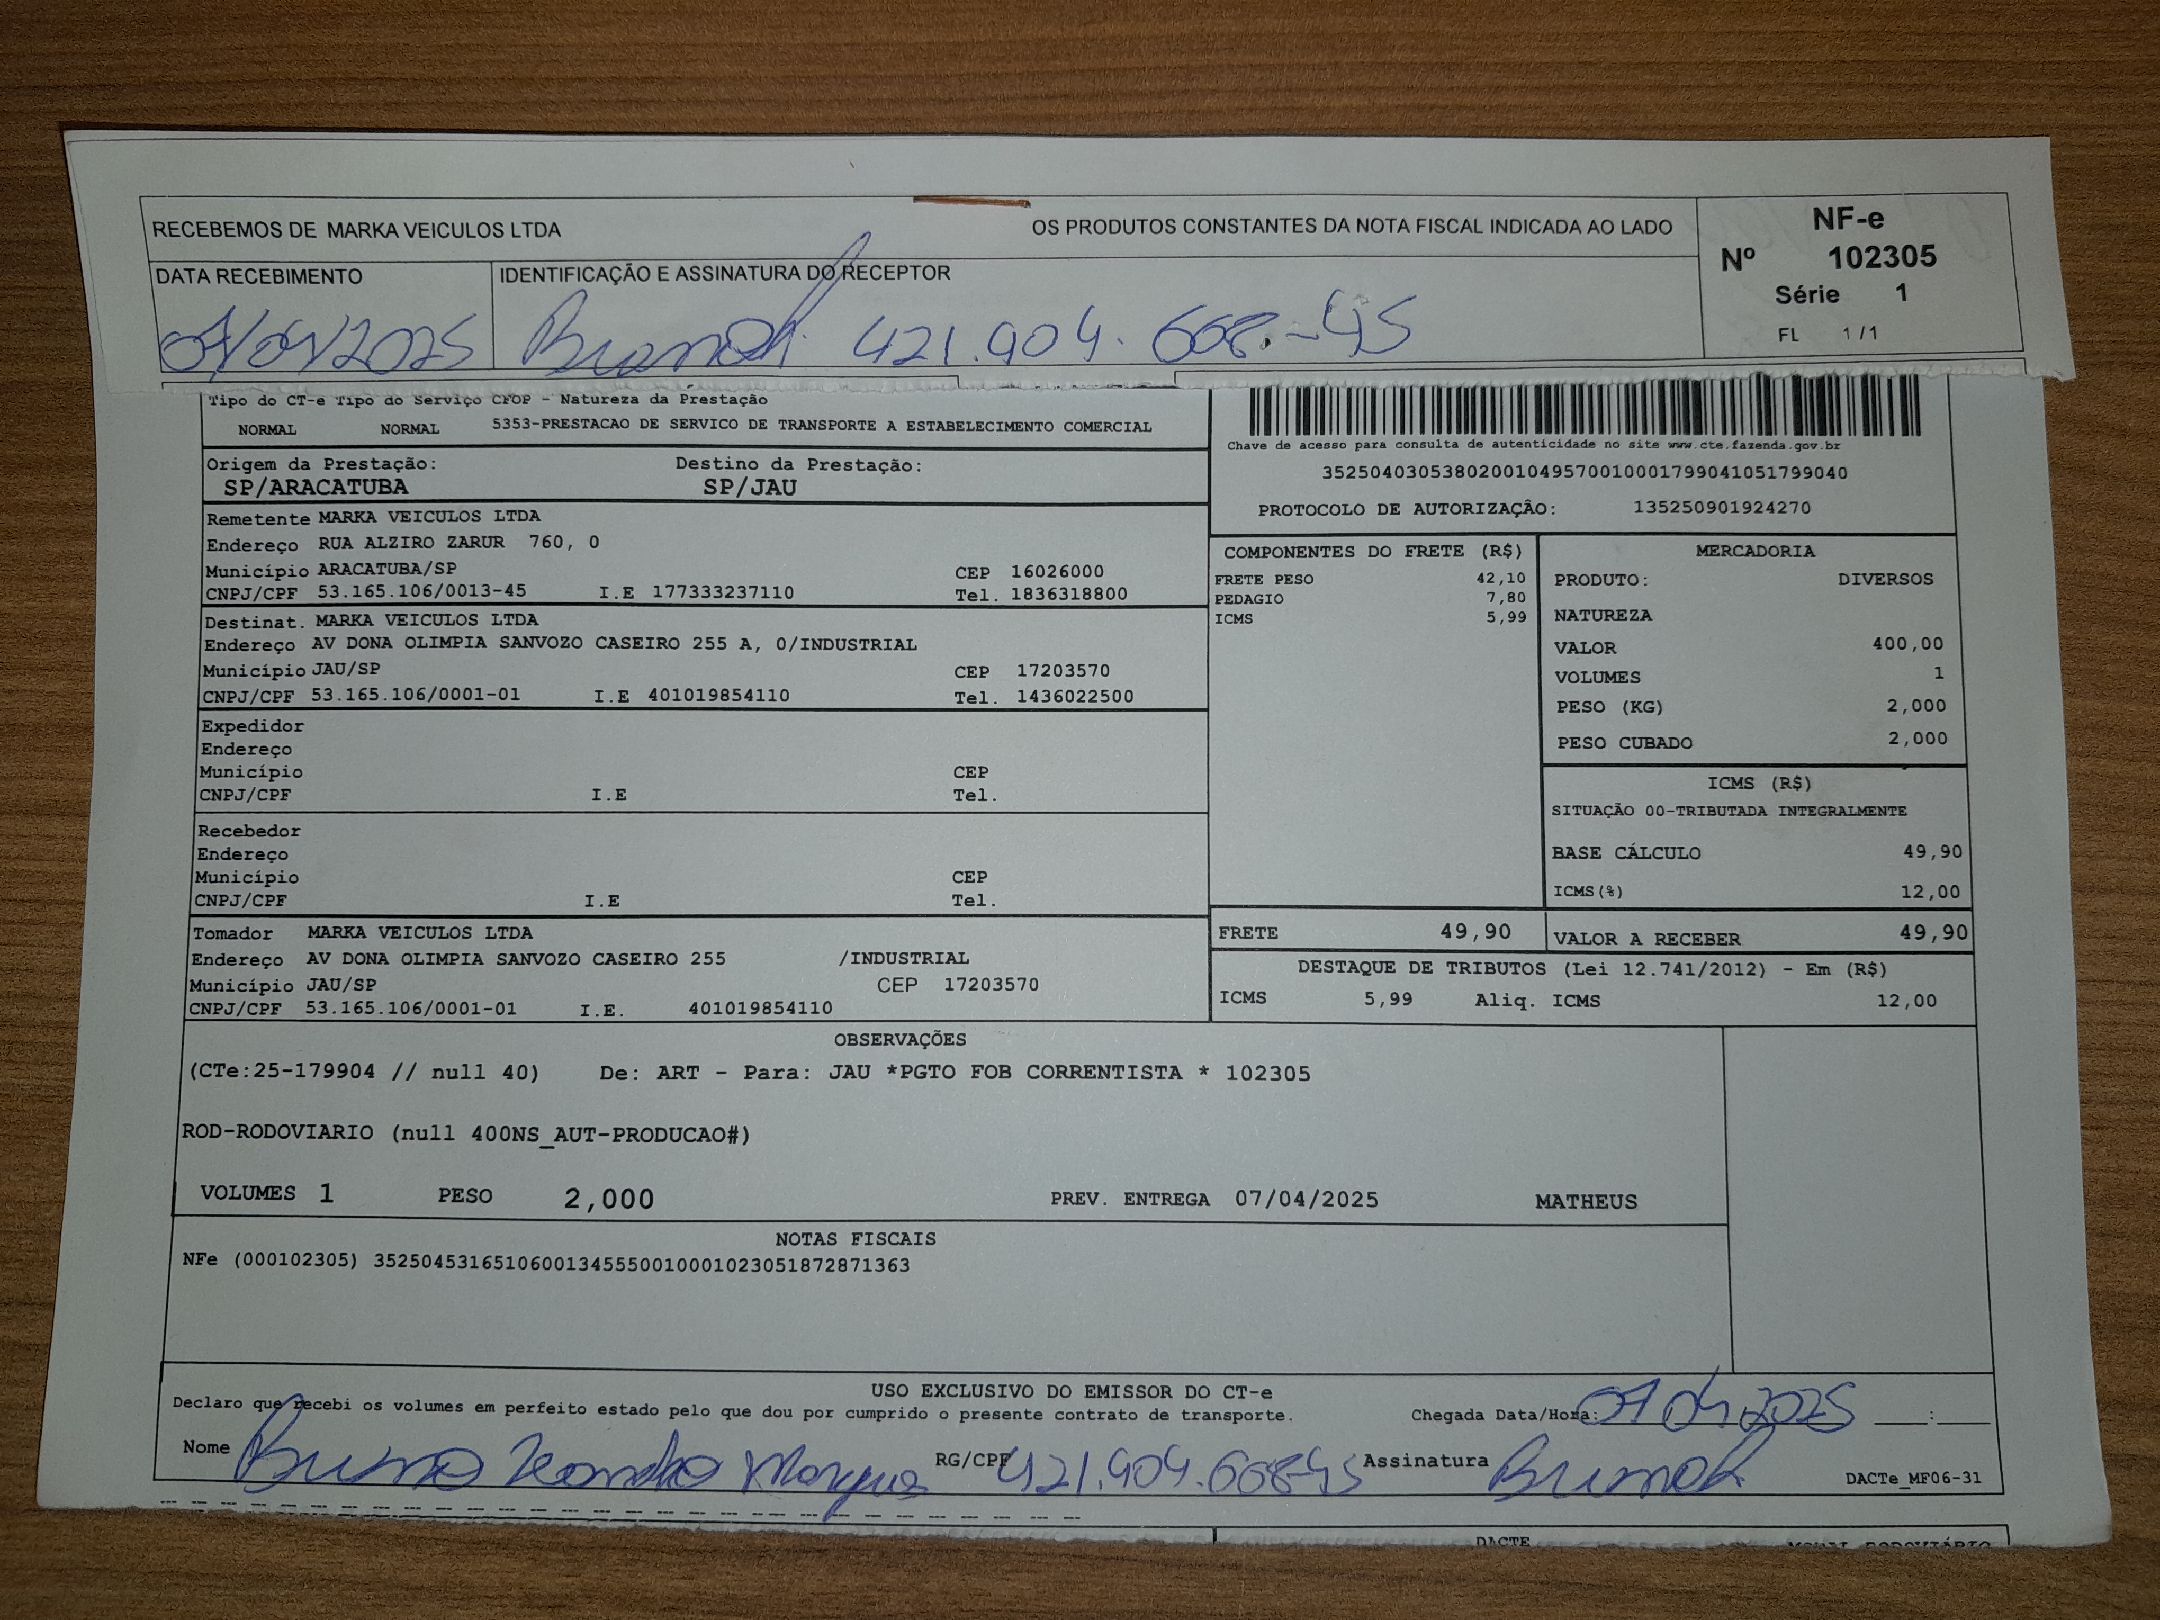 RECEBEMOS DE MARKA VEICULOS LTDA OS PRODUTOS CONSTANTES DA NOTA FISCAL INDICADA AO LADO
NF-e
Nº 102305
Série 1
FL 1 / 1
DATA RECEBIMENTO IDENTIFICAÇÃO E ASSINATURA DO RECEPTOR
07/04/2025 421.904.668-45
Tipo do CT-e Tipo do Serviço CFOP - Natureza da Prestação
NORMAL NORMAL 5353-PRESTACAO DE SERVICO DE TRANSPORTE A ESTABELECIMENTO COMERCIAL
Chave de acesso para consulta de autenticidade no site www.cte.fazenda.gov.br
35250403053802001049570010001799041051799040
PROTOCOLO DE AUTORIZAÇÃO: 135250901924270
Origem da Prestação: Destino da Prestação:
SP/ARACATUBA SP/JAU
Remetente MARKA VEICULOS LTDA
Endereço RUA ALZIRO ZARUR 760, 0
Município ARACATUBA/SP CEP 16026000
CNPJ/CPF 53.165.106/0013-45 I.E 177333237110 Tel. 1836318800
Destinat. MARKA VEICULOS LTDA
Endereço AV DONA OLIMPIA SANVOZO CASEIRO 255 A, 0/INDUSTRIAL
Município JAU/SP CEP 17203570
CNPJ/CPF 53.165.106/0001-01 I.E 401019854110 Tel. 1436022500
Expedidor
Endereço
Município CEP
CNPJ/CPF I.E Tel.
Recebedor
Endereço
Município CEP
CNPJ/CPF I.E Tel.
Tomador MARKA VEICULOS LTDA
Endereço AV DONA OLIMPIA SANVOZO CASEIRO 255 /INDUSTRIAL
Município JAU/SP CEP 17203570
CNPJ/CPF 53.165.106/0001-01 I.E. 401019854110
COMPONENTES DO FRETE (R$)
FRETE PESO 42,10
PEDAGIO 7,80
ICMS 5,99
MERCADORIA
PRODUTO: DIVERSOS
NATUREZA
VALOR 400,00
VOLUMES 1
PESO (KG) 2,000
PESO CUBADO 2,000
ICMS (R$)
SITUAÇÃO 00-TRIBUTADA INTEGRALMENTE
BASE CÁLCULO 49,90
ICMS(%) 12,00
FRETE 49,90 VALOR A RECEBER 49,90
DESTAQUE DE TRIBUTOS (Lei 12.741/2012) - Em (R$)
ICMS 5,99 Aliq. ICMS 12,00
OBSERVAÇÕES
(CTe:25-179904 // null 40) De: ART - Para: JAU *PGTO FOB CORRENTISTA * 102305
ROD-RODOVIARIO (null 400NS_AUT-PRODUCAO#)
VOLUMES 1 PESO 2,000 PREV. ENTREGA 07/04/2025 MATHEUS
NOTAS FISCAIS
NFe (000102305) 35250453165106001345550010001023051872871363
USO EXCLUSIVO DO EMISSOR DO CT-e
Declaro que recebi os volumes em perfeito estado pelo que dou por cumprido o presente contrato de transporte. Chegada Data/Hora: 07 04 2025 ____:____
Nome Bruno Leandro Marques RG/CPF 421.904.668-45 Assinatura
DACTe_MF06-31
DACTE